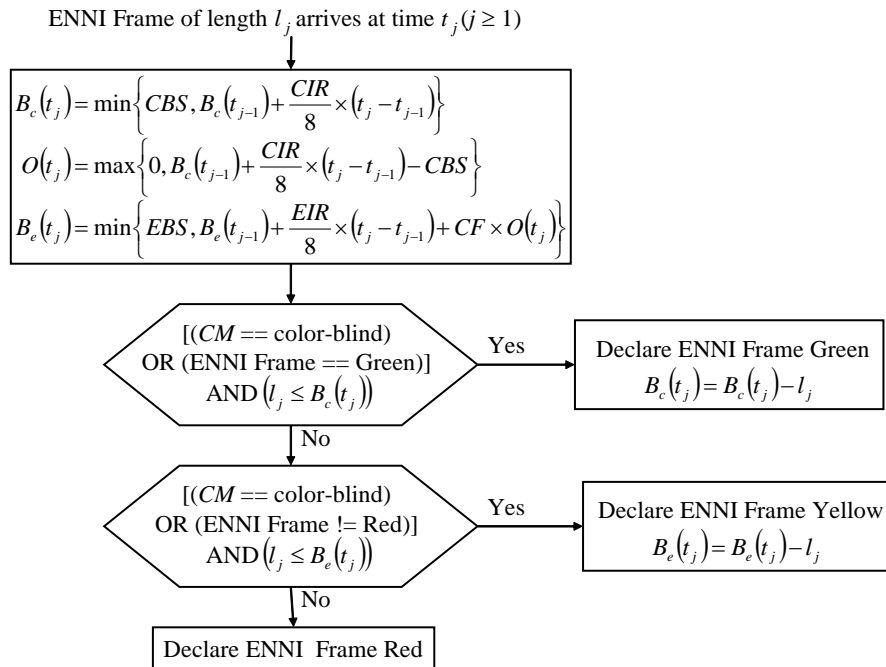 ENNI Frame of length l_j arrives at time t_j (j ≥ 1)
B_c(t_j) = min{CBS, B_c(t_{j-1}) + CIR/8 × (t_j − t_{j-1})}
O(t_j) = max{0, B_c(t_{j-1}) + CIR/8 × (t_j − t_{j-1}) − CBS}
B_e(t_j) = min{EBS, B_e(t_{j-1}) + EIR/8 × (t_j − t_{j-1}) + CF × O(t_j)}
[(CM == color-blind)
OR (ENNI Frame == Green)]
AND (l_j ≤ B_c(t_j))
Yes
Declare ENNI Frame Green
B_c(t_j) = B_c(t_j) − l_j
No
[(CM == color-blind)
OR (ENNI Frame != Red)]
AND (l_j ≤ B_e(t_j))
Yes
Declare ENNI Frame Yellow
B_e(t_j) = B_e(t_j) − l_j
No
Declare ENNI Frame Red